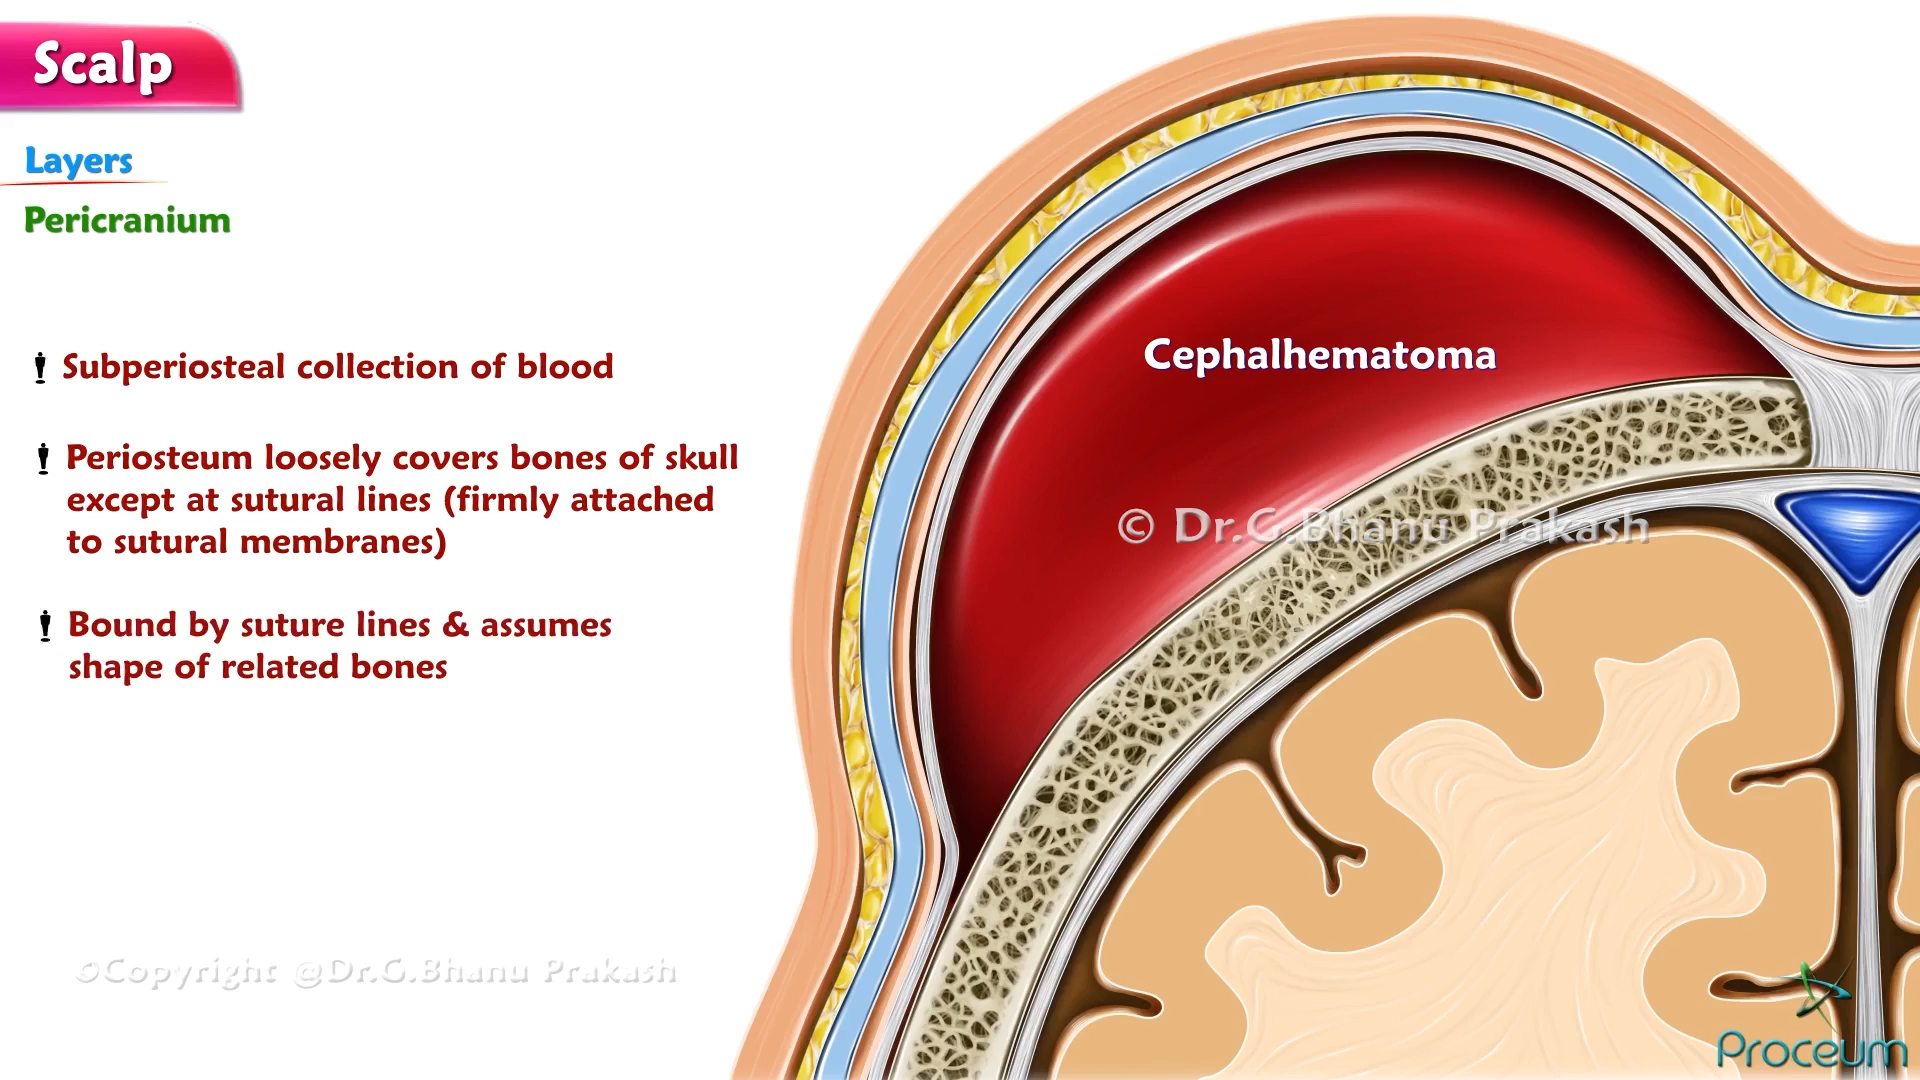 Scalp
Layers
Pericranium
Subperiosteal collection of blood
Periosteum loosely covers bones of skull
except at sutural lines (firmly attached
to sutural membranes)
Bound by suture lines & assumes
shape of related bones
Cephalhematoma
© Dr.G.Bhanu Prakash
©Copyright @Dr.G.Bhanu Prakash
Proceum